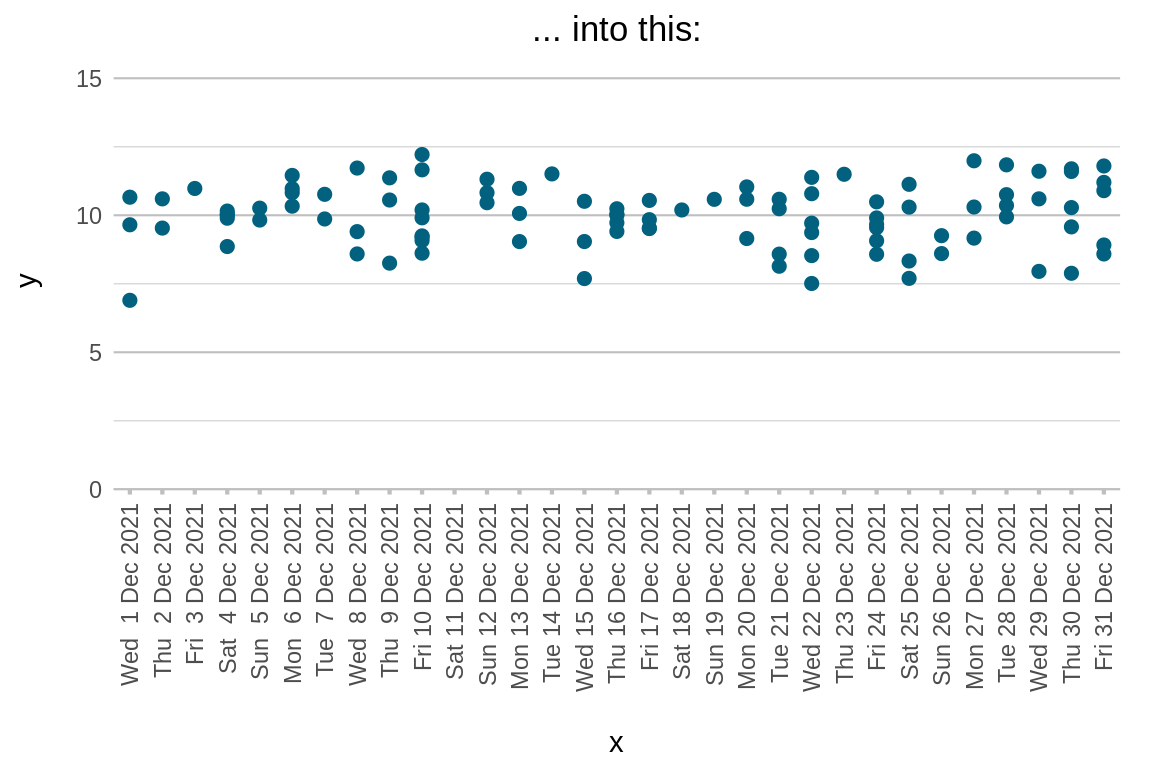 ... into this:
15
10
5
0
y
Wed  1 Dec 2021
Thu  2 Dec 2021
Fri  3 Dec 2021
Sat  4 Dec 2021
Sun  5 Dec 2021
Mon  6 Dec 2021
Tue  7 Dec 2021
Wed  8 Dec 2021
Thu  9 Dec 2021
Fri 10 Dec 2021
Sat 11 Dec 2021
Sun 12 Dec 2021
Mon 13 Dec 2021
Tue 14 Dec 2021
Wed 15 Dec 2021
Thu 16 Dec 2021
Fri 17 Dec 2021
Sat 18 Dec 2021
Sun 19 Dec 2021
Mon 20 Dec 2021
Tue 21 Dec 2021
Wed 22 Dec 2021
Thu 23 Dec 2021
Fri 24 Dec 2021
Sat 25 Dec 2021
Sun 26 Dec 2021
Mon 27 Dec 2021
Tue 28 Dec 2021
Wed 29 Dec 2021
Thu 30 Dec 2021
Fri 31 Dec 2021
x